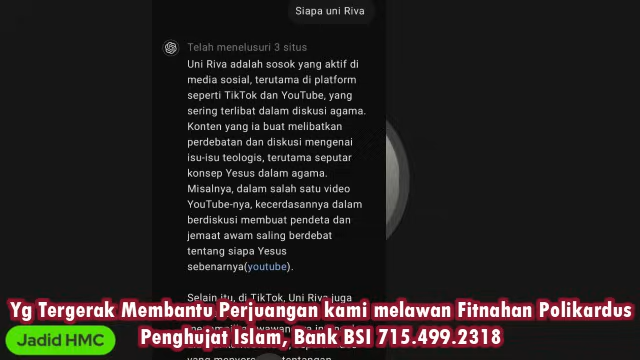 Siapa uni Riva
Telah menelusuri 3 situs
Uni Riva adalah sosok yang aktif di
media sosial, terutama di platform
seperti TikTok dan YouTube, yang
sering terlibat dalam diskusi agama.
Konten yang ia buat melibatkan
perdebatan dan diskusi mengenai
isu-isu teologis, terutama seputar
konsep Yesus dalam agama.
Misalnya, dalam salah satu video
YouTube-nya, kecerdasannya dalam
berdiskusi membuat pendeta dan
jemaat awam saling berdebat
tentang siapa Yesus
sebenarnya(youtube).
Selain itu, di TikTok, Uni Riva juga
Yg Tergerak Membantu Perjuangan kami melawan Fitnahan Polikardus
Penghujat Islam, Bank BSI 715.499.2318
Jadid HMC